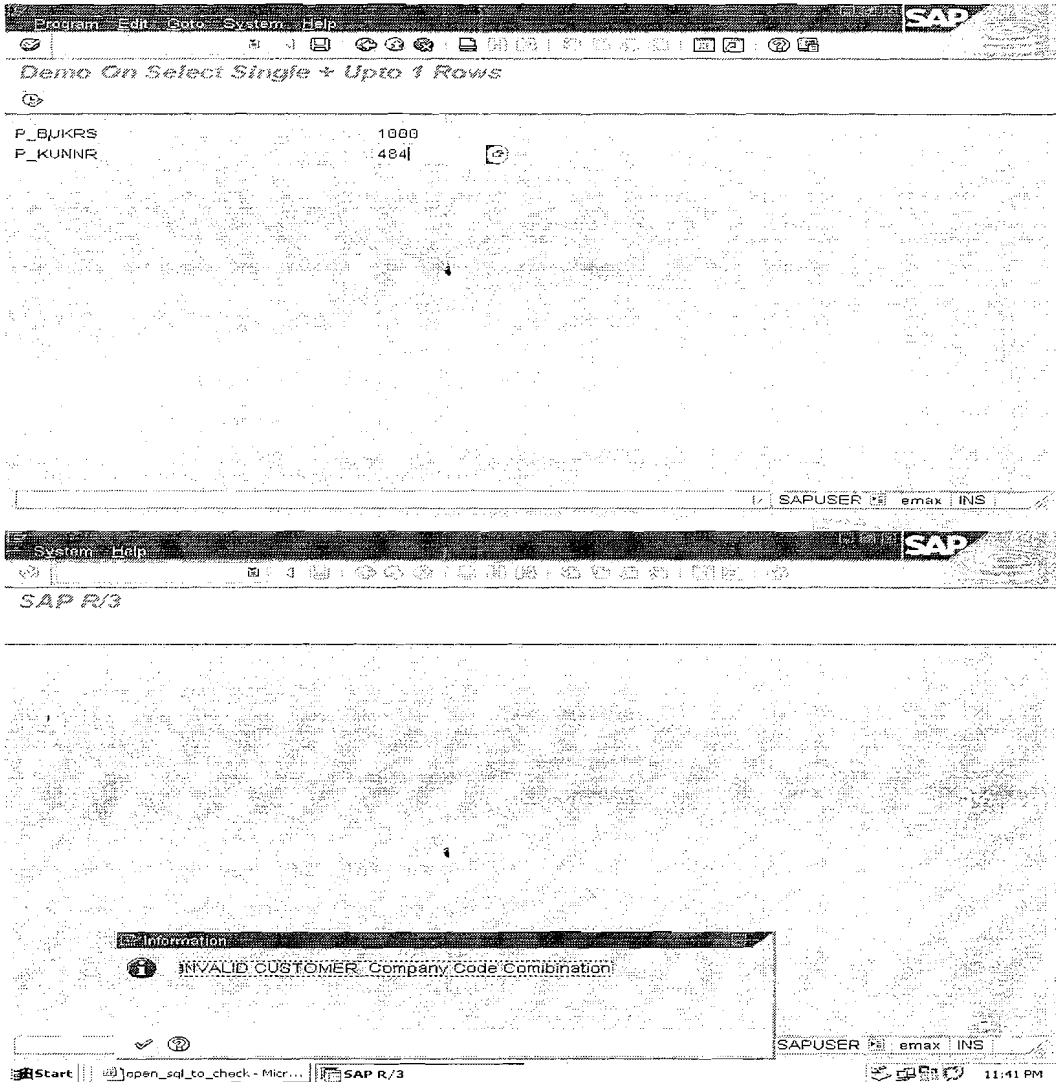 Program Edit Goto System Help
SAP
Demo On Select Single & Upto 1 Rows
P_BUKRS 1000
P_KUNNR 484
SAPUSER emax INS
System Help
SAP
SAP R/3
Information
INVALID CUSTOMER Company Code Comibination
SAPUSER emax INS
Start open_sql_to_check - Micr... SAP R/3 11:41 PM